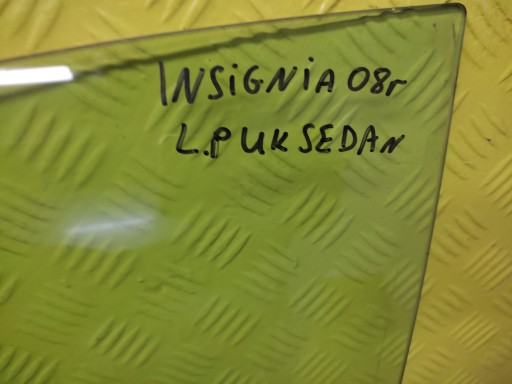 INSiGNiA 08r
L.P UK SEDAN